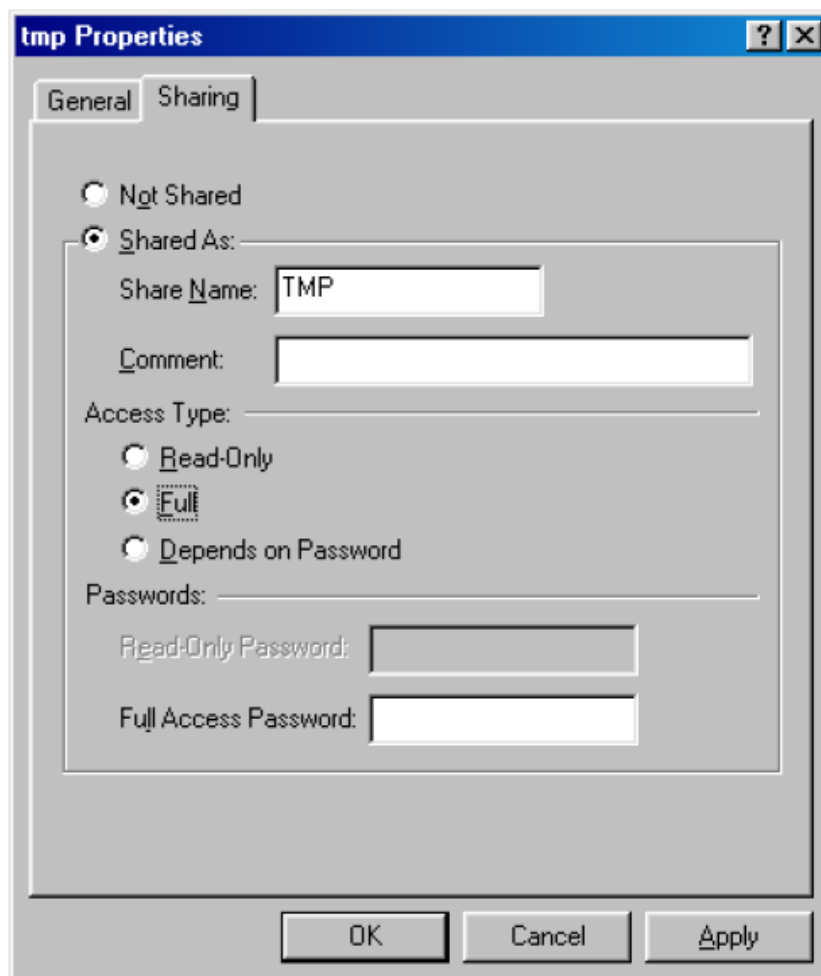 tmp Properties
General Sharing
Not Shared
Shared As:
Share Name: TMP
Comment:
Access Type:
Read-Only
Full
Depends on Password
Passwords:
Read-Only Password:
Full Access Password:
OK Cancel Apply